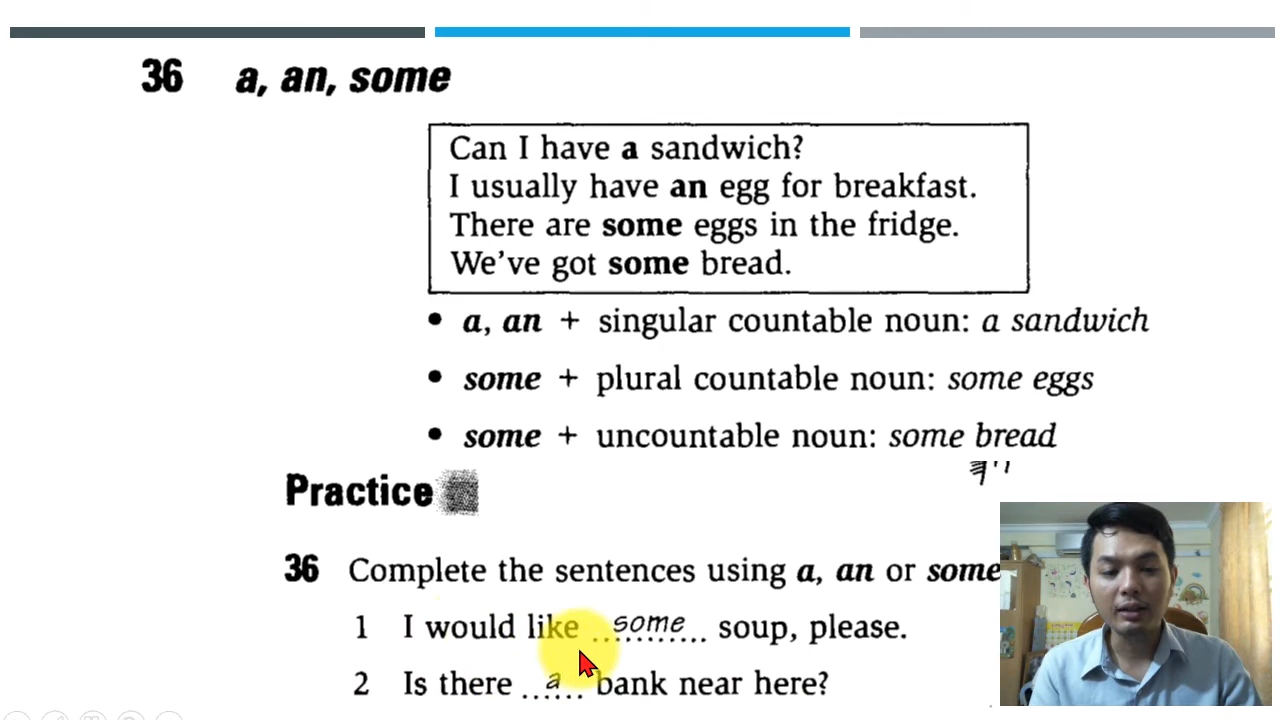 36 a, an, some
Can I have a sandwich?
I usually have an egg for breakfast.
There are some eggs in the fridge.
We've got some bread.
• a, an + singular countable noun: a sandwich
• some + plural countable noun: some eggs
• some + uncountable noun: some bread
Practice
36 Complete the sentences using a, an or some
1 I would like ...some... soup, please.
2 Is there ...a... bank near here?